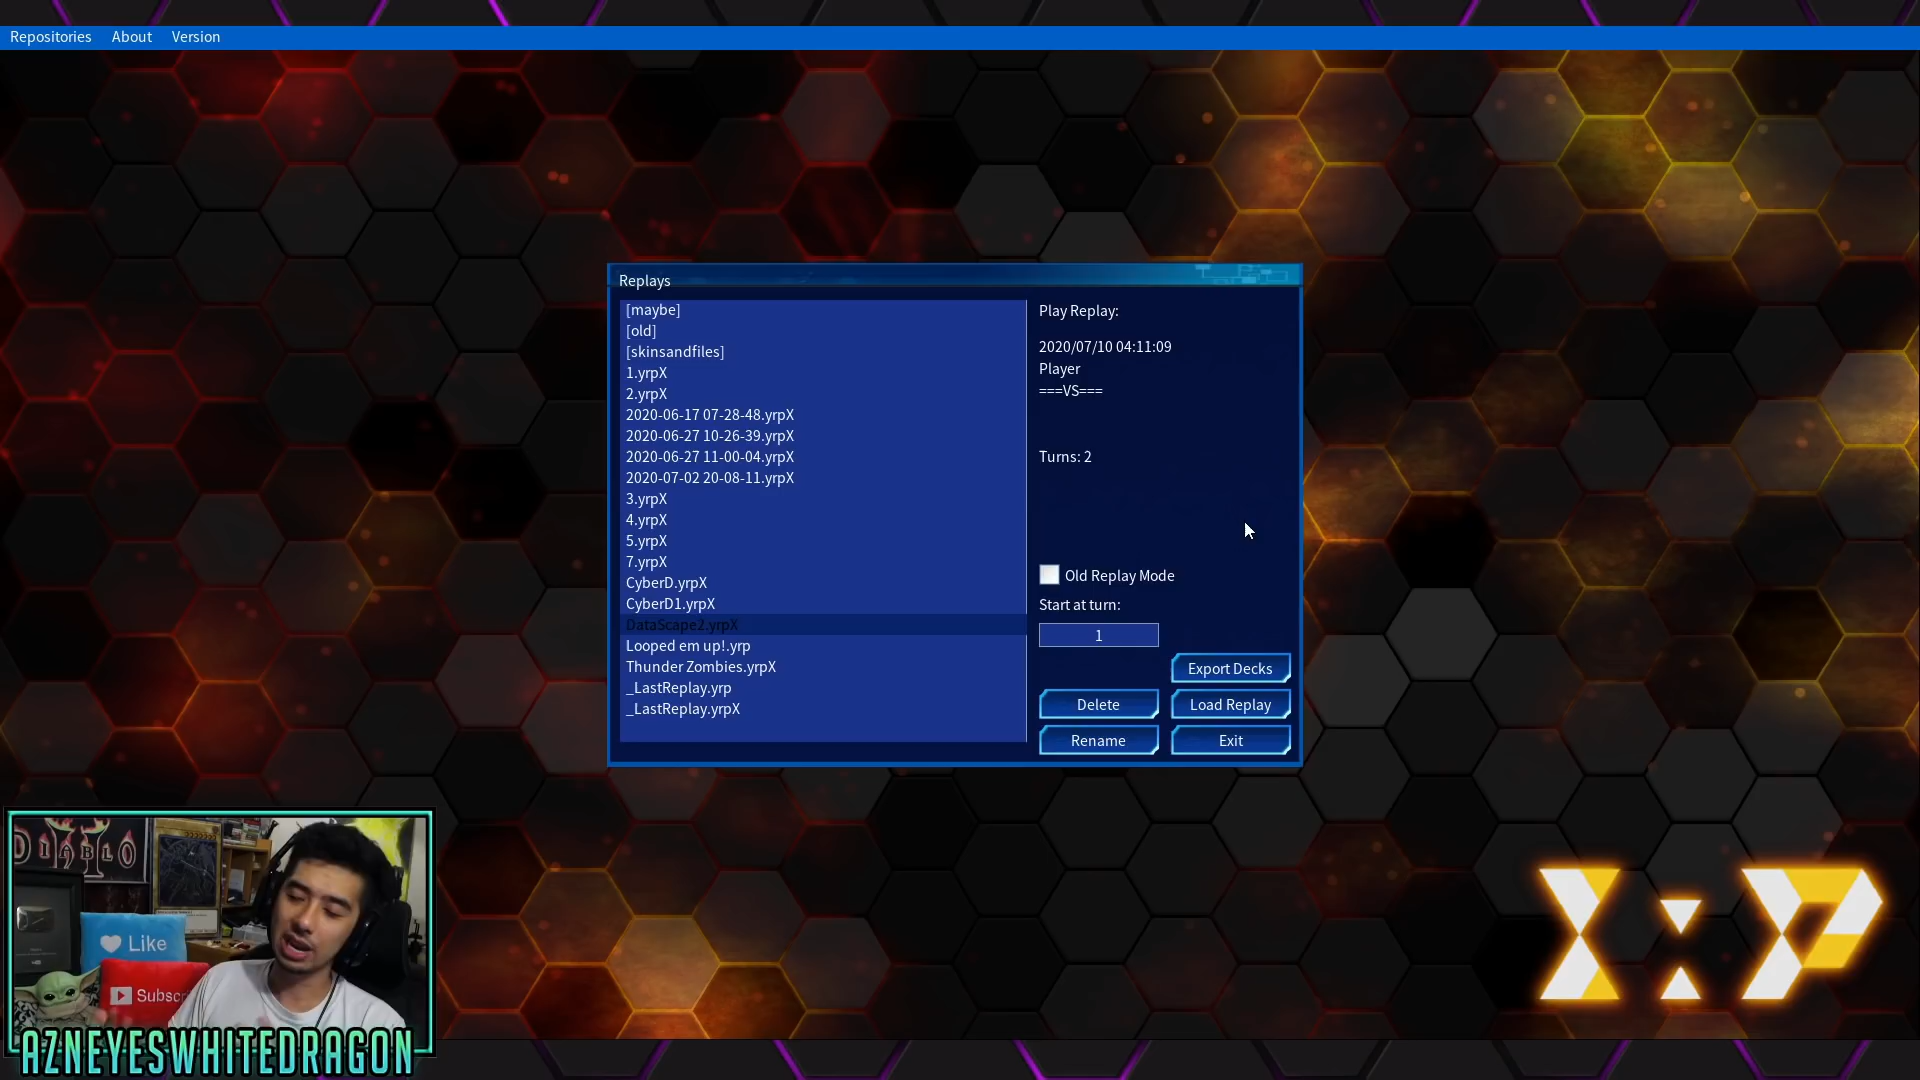 Repositories About Version
Replays
[maybe]
[old]
[skinsandfiles]
1.yrpX
2.yrpX
2020-06-17 07-28-48.yrpX
2020-06-27 10-26-39.yrpX
2020-06-27 11-00-04.yrpX
2020-07-02 20-08-11.yrpX
3.yrpX
4.yrpX
5.yrpX
7.yrpX
CyberD.yrpX
CyberD1.yrpX
DataScape2.yrpX
Looped em up!.yrp
Thunder Zombies.yrpX
_LastReplay.yrp
_LastReplay.yrpX
Play Replay:
2020/07/10 04:11:09
Player
===VS===
Turns: 2
Old Replay Mode
Start at turn:
1
Export Decks
Delete Load Replay
Rename Exit
DIABLO
Like
Subsc
AZNEYESWHITEDRAGON
X:P